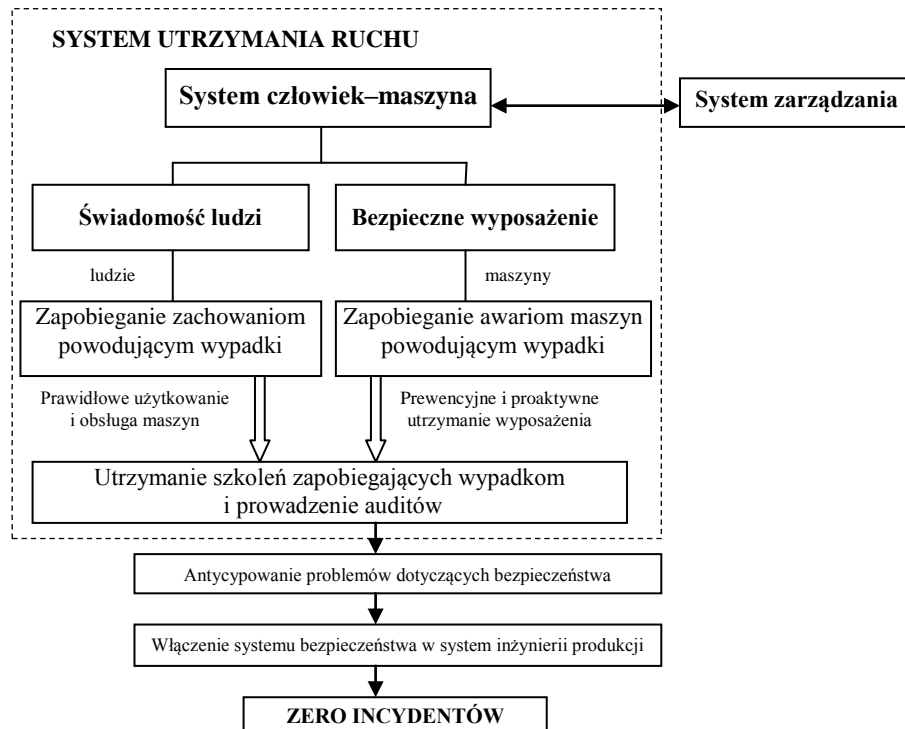 SYSTEM UTRZYMANIA RUCHU
System człowiek–maszyna
System zarządzania
Świadomość ludzi
Bezpieczne wyposażenie
ludzie
maszyny
Zapobieganie zachowaniom
powodującym wypadki
Zapobieganie awariom maszyn
powodującym wypadki
Prawidłowe użytkowanie
i obsługa maszyn
Prewencyjne i proaktywne
utrzymanie wyposażenia
Utrzymanie szkoleń zapobiegających wypadkom
i prowadzenie auditów
Antycypowanie problemów dotyczących bezpieczeństwa
Włączenie systemu bezpieczeństwa w system inżynierii produkcji
ZERO INCYDENTÓW